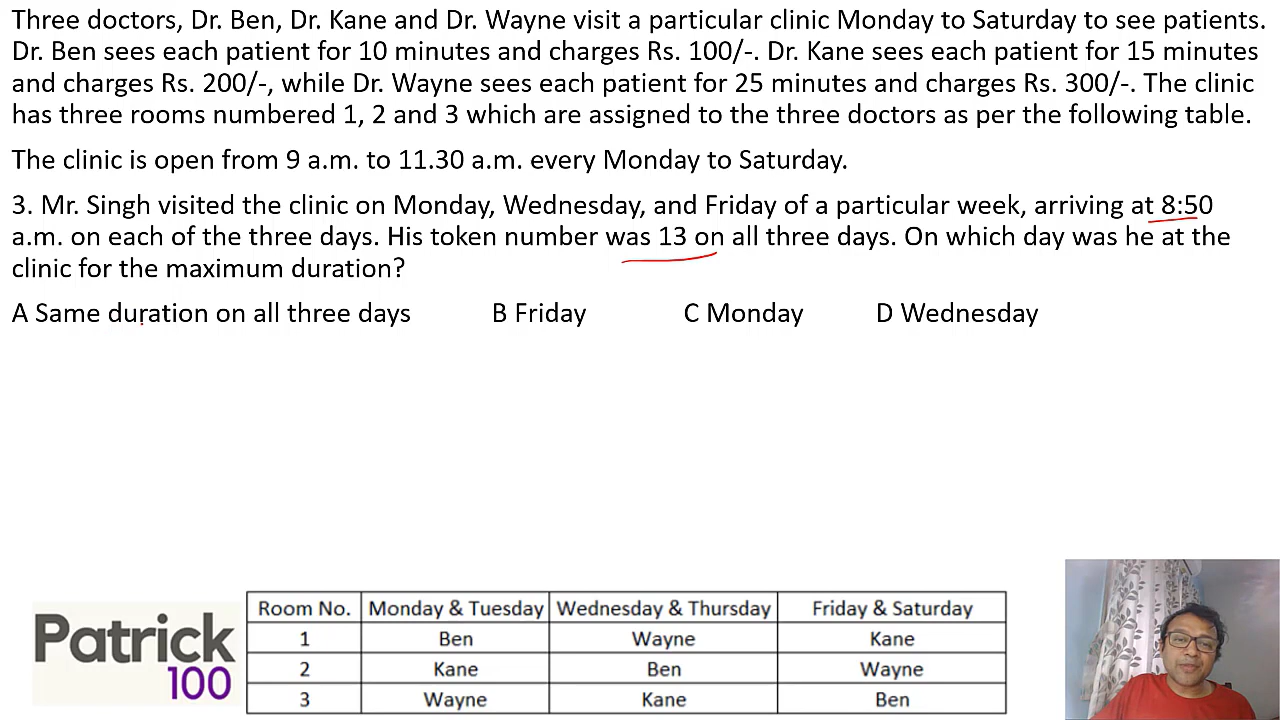 Three doctors, Dr. Ben, Dr. Kane and Dr. Wayne visit a particular clinic Monday to Saturday to see patients.
Dr. Ben sees each patient for 10 minutes and charges Rs. 100/-. Dr. Kane sees each patient for 15 minutes
and charges Rs. 200/-, while Dr. Wayne sees each patient for 25 minutes and charges Rs. 300/-. The clinic
has three rooms numbered 1, 2 and 3 which are assigned to the three doctors as per the following table.
The clinic is open from 9 a.m. to 11.30 a.m. every Monday to Saturday.
3. Mr. Singh visited the clinic on Monday, Wednesday, and Friday of a particular week, arriving at 8:50
a.m. on each of the three days. His token number was 13 on all three days. On which day was he at the
clinic for the maximum duration?
A Same duration on all three days B Friday C Monday D Wednesday
Room No. Monday & Tuesday Wednesday & Thursday Friday & Saturday
1 Ben Wayne Kane
2 Kane Ben Wayne
3 Wayne Kane Ben
Patrick
100